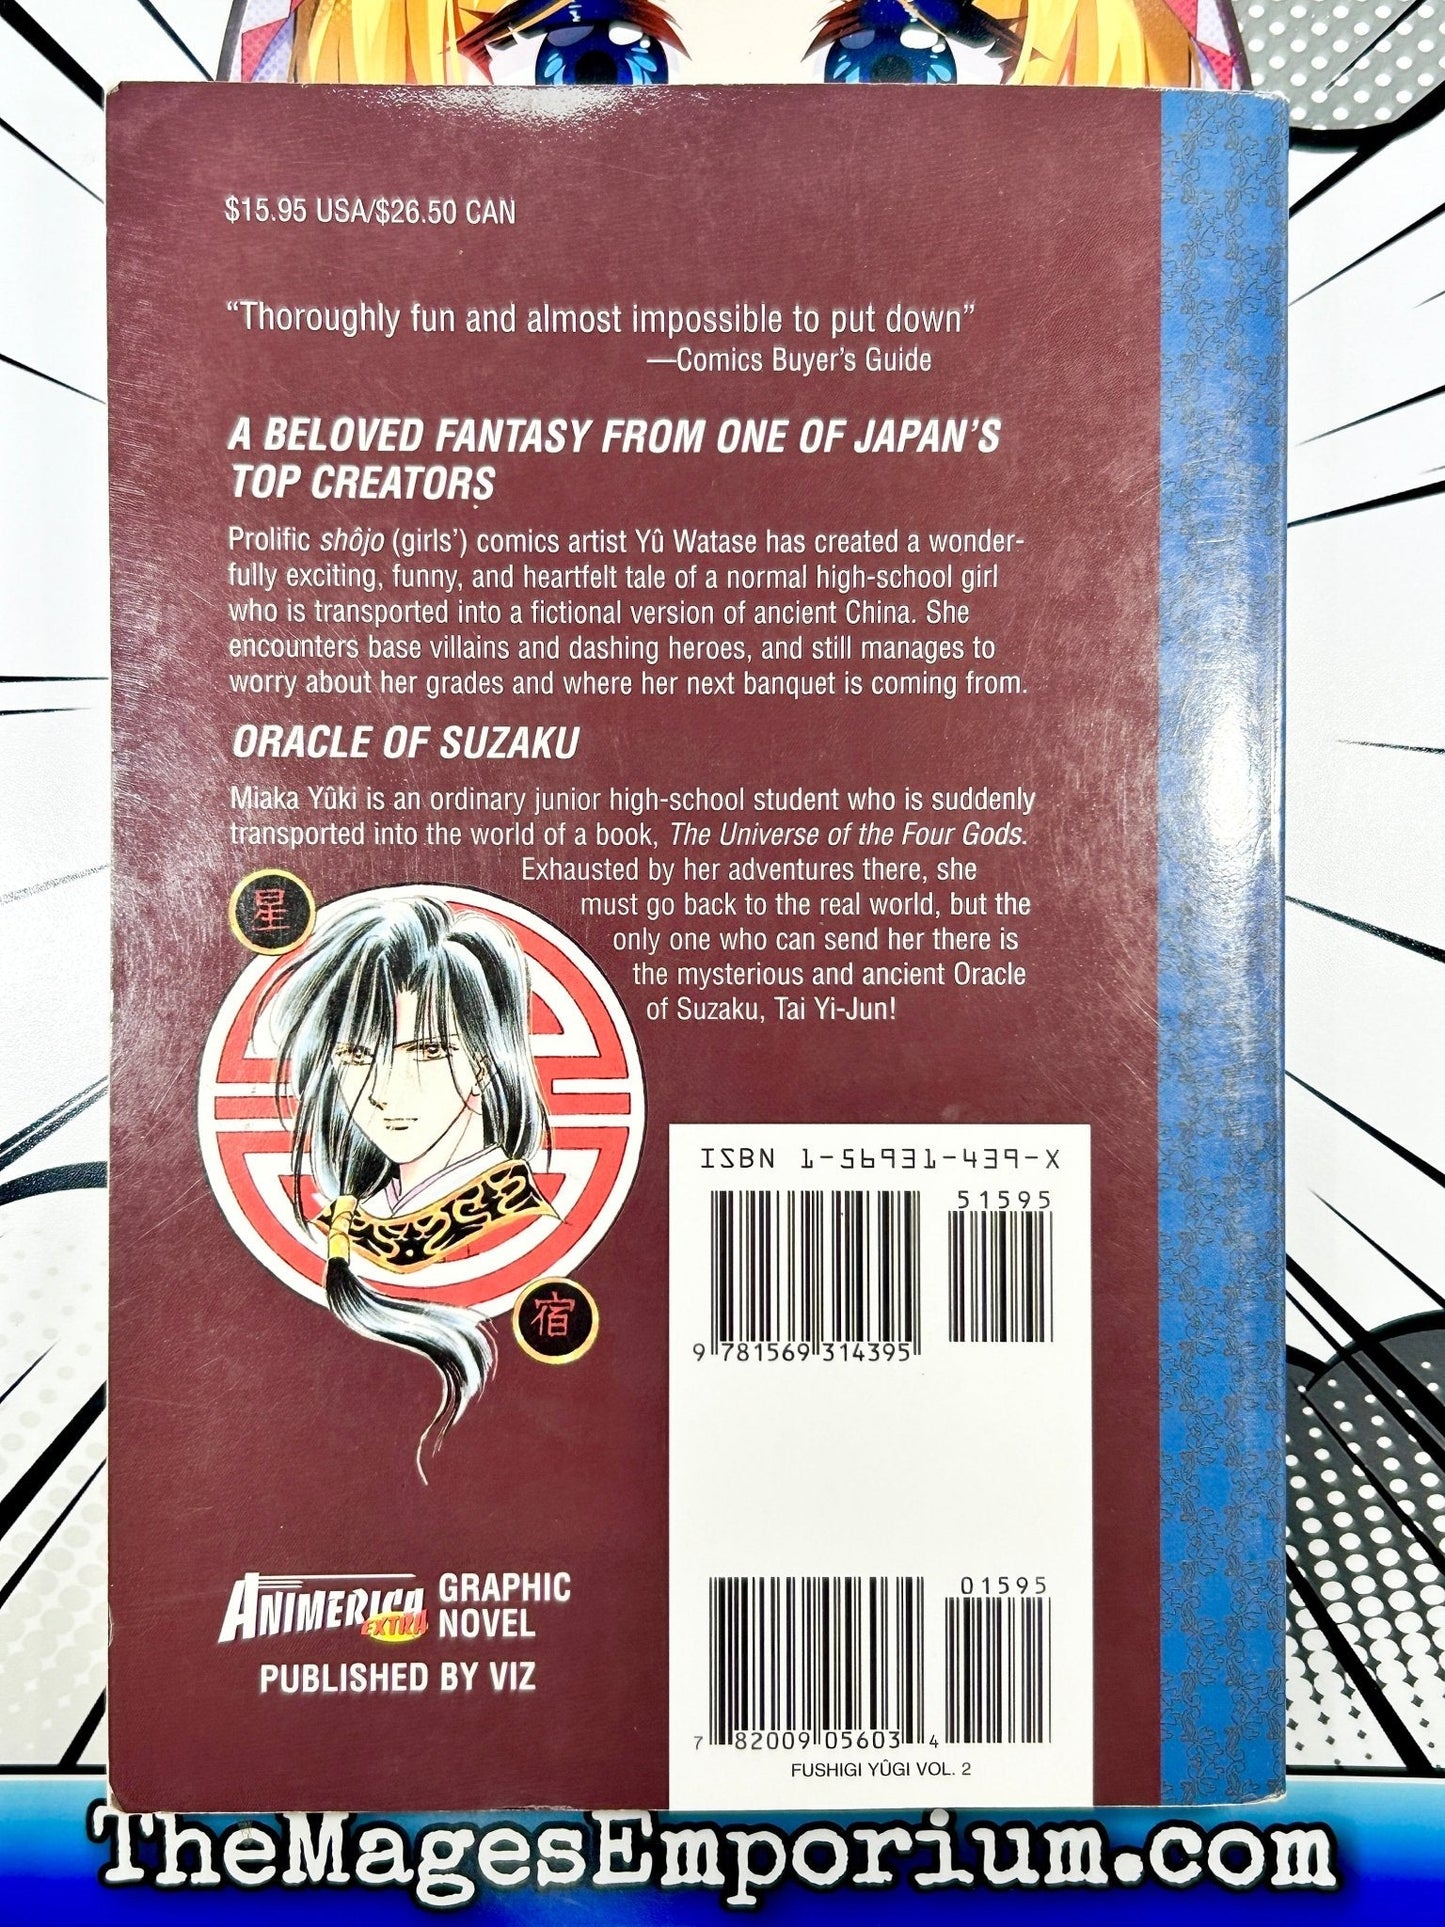 $15.95 USA/$26.50 CAN
“Thoroughly fun and almost impossible to put down”
—Comics Buyer’s Guide
A BELOVED FANTASY FROM ONE OF JAPAN’S
TOP CREATORS
Prolific shôjo (girls’) comics artist Yû Watase has created a wonder-
fully exciting, funny, and heartfelt tale of a normal high-school girl
who is transported into a fictional version of ancient China. She
encounters base villains and dashing heroes, and still manages to
worry about her grades and where her next banquet is coming from.
ORACLE OF SUZAKU
Miaka Yûki is an ordinary junior high-school student who is suddenly
transported into the world of a book, The Universe of the Four Gods.
Exhausted by her adventures there, she
must go back to the real world, but the
only one who can send her there is
the mysterious and ancient Oracle
of Suzaku, Tai Yi-Jun!
星
宿
ISBN 1-56931-439-X
51595
9 781569 314395
ANIMERICA EXTRA GRAPHIC
NOVEL
PUBLISHED BY VIZ
01595
7 82009 05603 4
FUSHIGI YÛGI VOL. 2
TheMagesEmporium.com